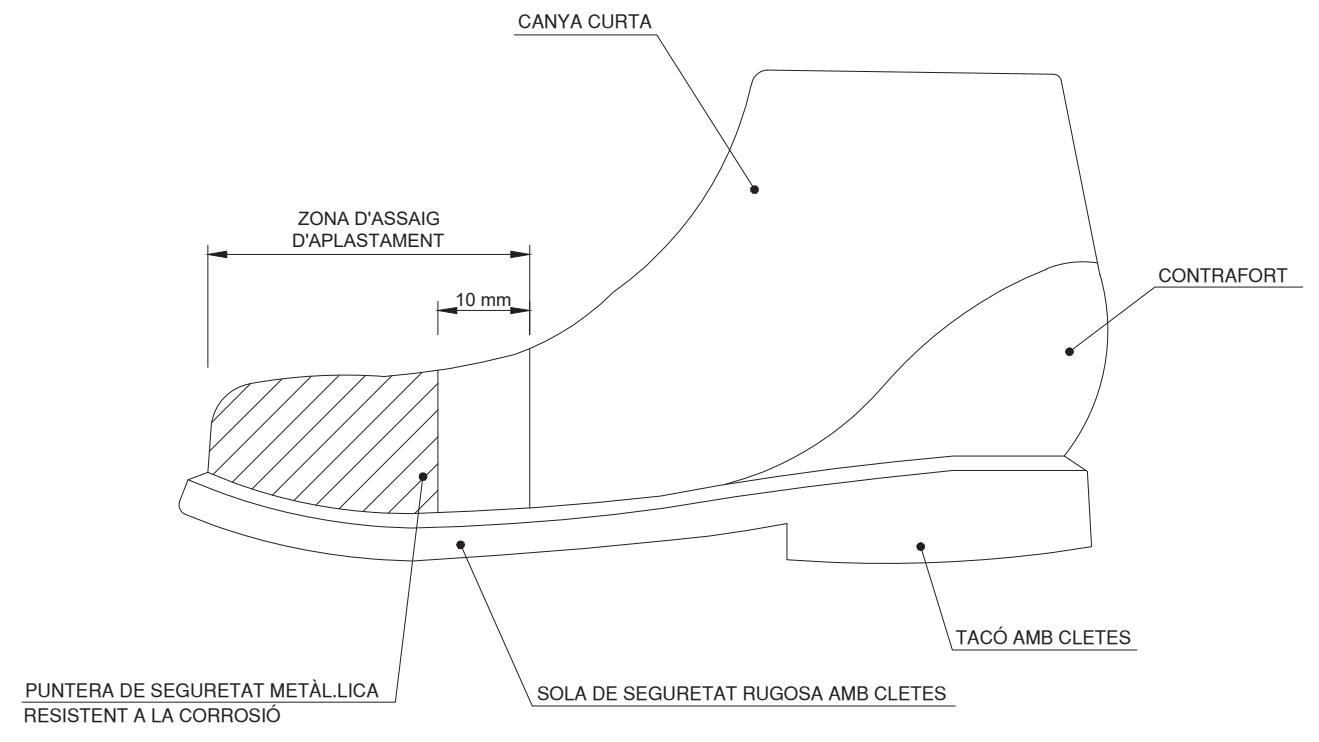 CANYA CURTA
ZONA D'ASSAIG
D'APLASTAMENT
CONTRAFORT
10 mm
TACÓ AMB CLETES
PUNTERA DE SEGURETAT METÀL.LICA
RESISTENT A LA CORROSIÓ
SOLA DE SEGURETAT RUGOSA AMB CLETES